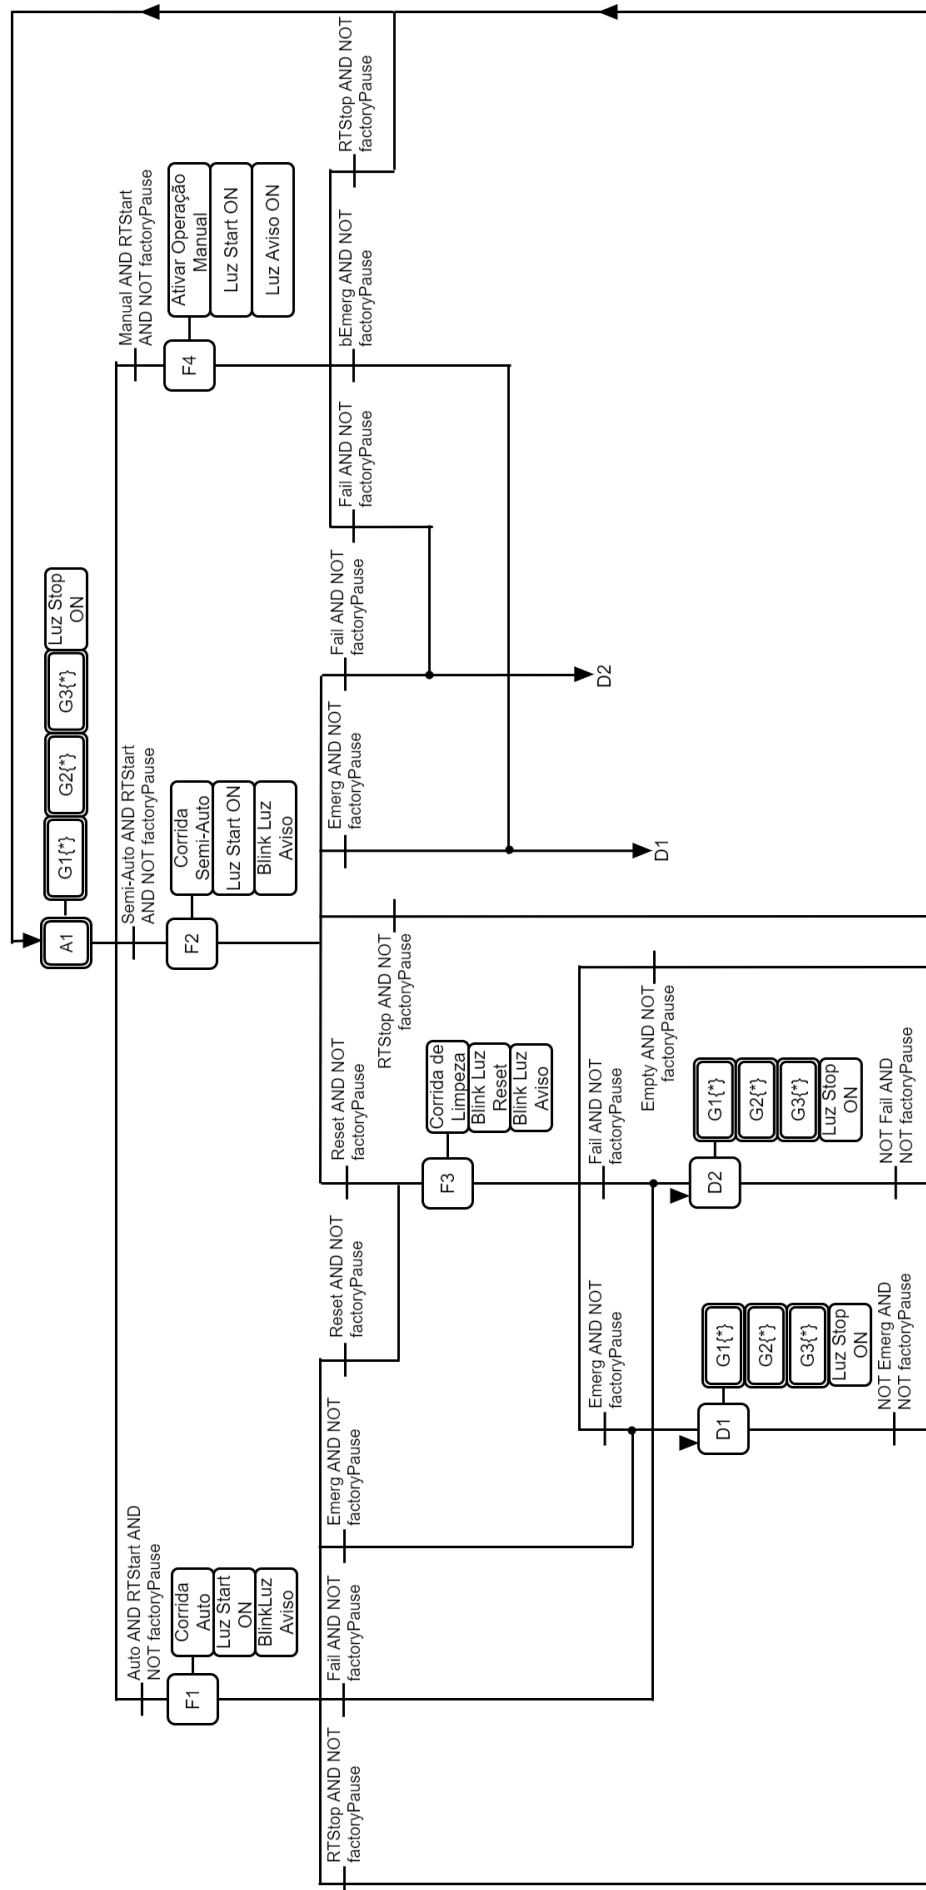 A1
G1{*}
G2{*}
G3{*}
Luz Stop
ON
Auto AND RTStart AND
NOT factoryPause
Semi-Auto AND RTStart
AND NOT factoryPause
Manual AND RTStart
AND NOT factoryPause
F1
Corrida
Auto
Luz Start
ON
BlinkLuz
Aviso
F2
Corrida
Semi-Auto
Luz Start ON
Blink Luz
Aviso
F4
Ativar Operação
Manual
Luz Start ON
Luz Aviso ON
RTStop AND NOT
factoryPause
Fail AND NOT
factoryPause
Emerg AND NOT
factoryPause
Reset AND NOT
factoryPause
Reset AND NOT
factoryPause
RTStop AND NOT
factoryPause
Emerg AND NOT
factoryPause
Fail AND NOT
factoryPause
Fail AND NOT
factoryPause
bEmerg AND NOT
factoryPause
RTStop AND NOT
factoryPause
F3
Corrida de
Limpeza
Blink Luz
Reset
Blink Luz
Aviso
D1
D2
Emerg AND NOT
factoryPause
Fail AND NOT
factoryPause
Empty AND NOT
factoryPause
D1
G1{*}
G2{*}
G3{*}
Luz Stop
ON
D2
G1{*}
G2{*}
G3{*}
Luz Stop
ON
NOT Emerg AND
NOT factoryPause
NOT Fail AND
NOT factoryPause